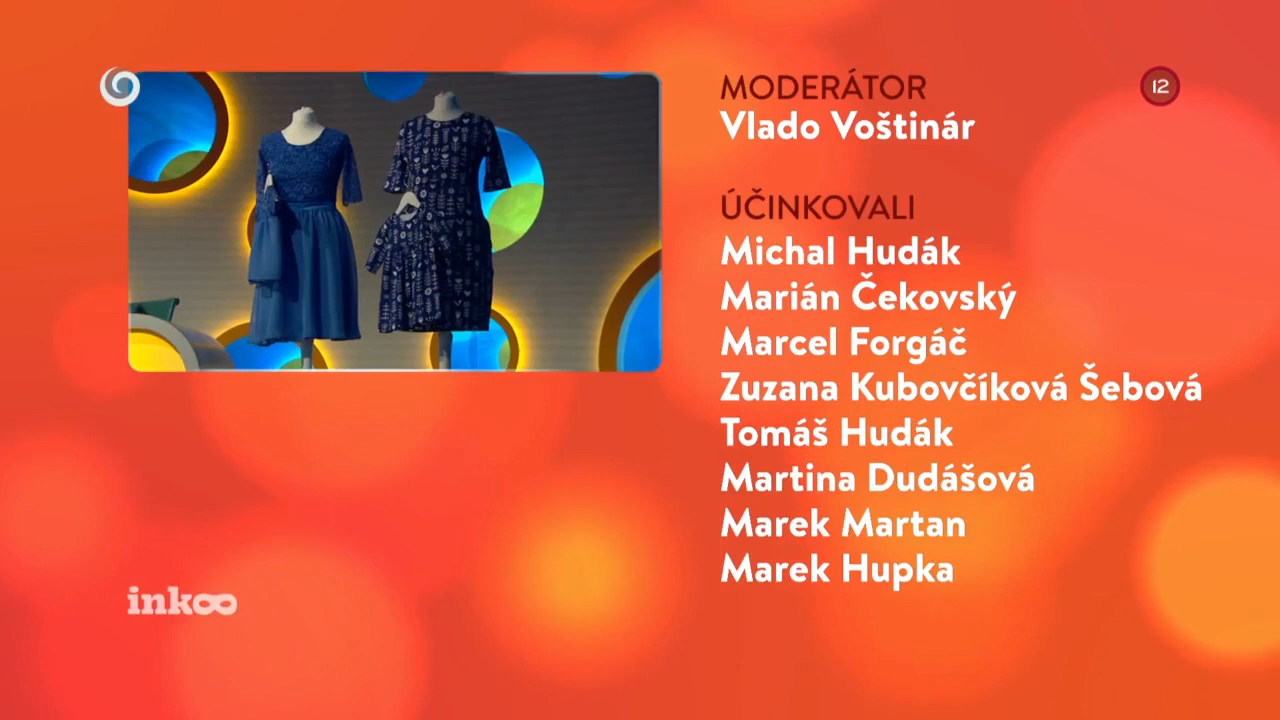 MODERÁTOR
Vlado Voštinár
ÚČINKOVALI
Michal Hudák
Marián Čekovský
Marcel Forgáč
Zuzana Kubovčíková Šebová
Tomáš Hudák
Martina Dudášová
Marek Martan
Marek Hupka
12
inkoo